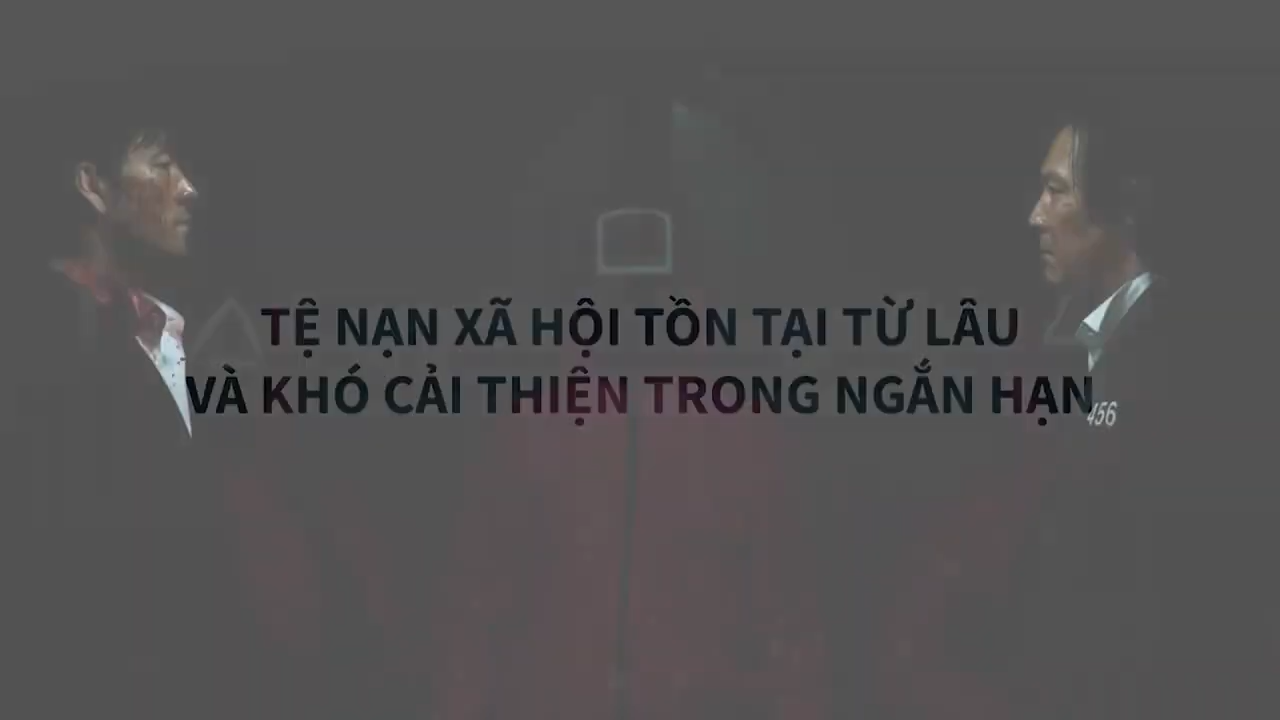 TỆ NẠN XÃ HỘI TỒN TẠI TỪ LÂU
VÀ KHÓ CẢI THIỆN TRONG NGẮN HẠN
456